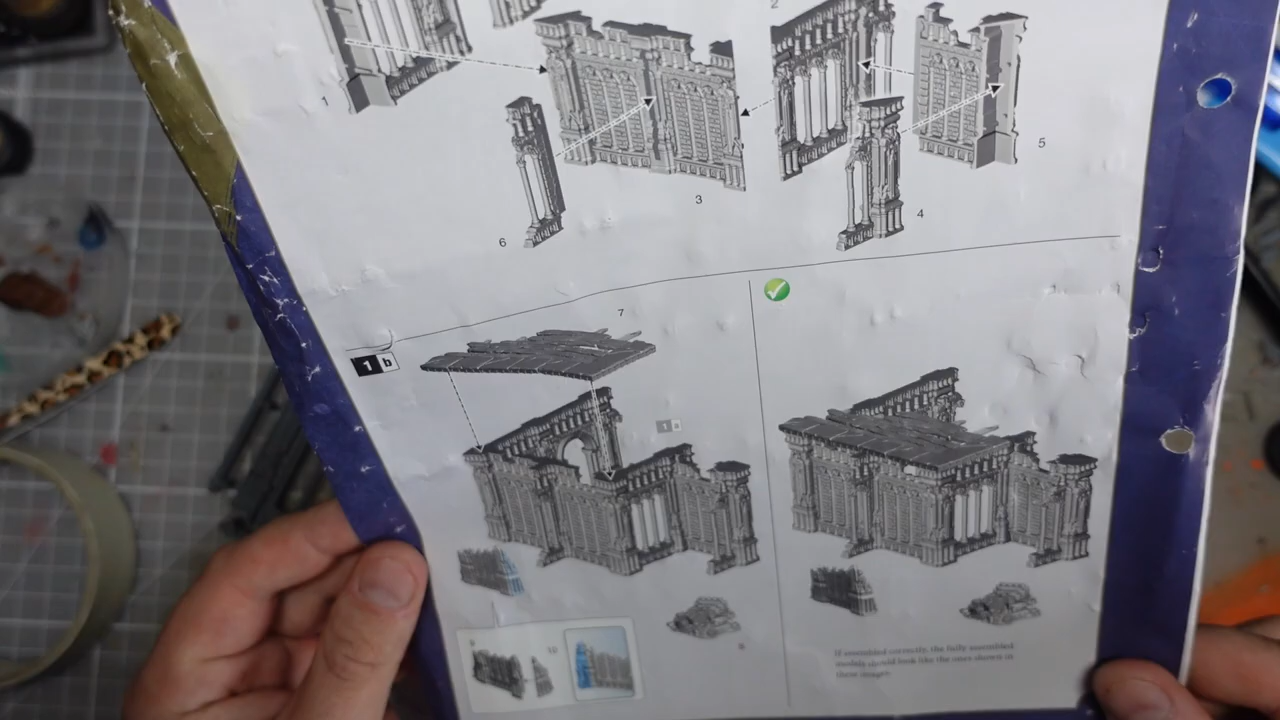 2
1
5
3
4
6
7
1 b
1
If assembled correctly, the fully assembled
models should look like the ones shown in
these images.